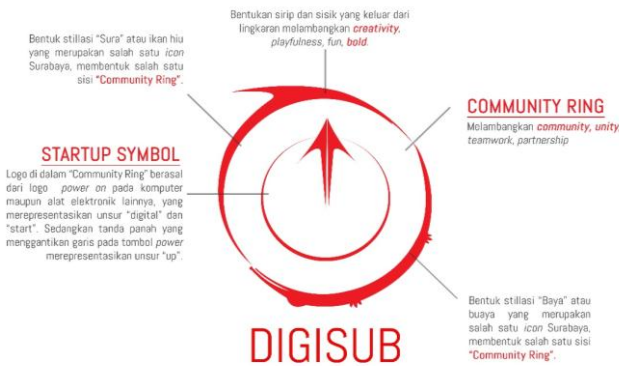 Bentuk stillasi "Sura" atau ikan hiu
yang merupakan salah satu icon
Surabaya, membentuk salah satu
sisi "Community Ring".
Bentukan sirip dan sisik yang keluar dari
lingkaran melambangkan creativity,
playfulness, fun, bold.
COMMUNITY RING
Molambangkan community, unity,
teamwork, partnership
STARTUP SYMBOL
Logo di dalam "Community Ring" berasal
dari logo power on pada komputer
maupun alat elektronik lainnya, yang
merepresentasikan unsur "digital" dan
"start". Sedangkan tanda panah yang
menggantikan garis pada tombol power
merepresentasikan unsur "up".
Bentuk stillasi "Baya" atau
buaya yang merupakan
salah satu icon Surabaya,
membentuk salah satu sisi
"Community Ring".
DIGISUB